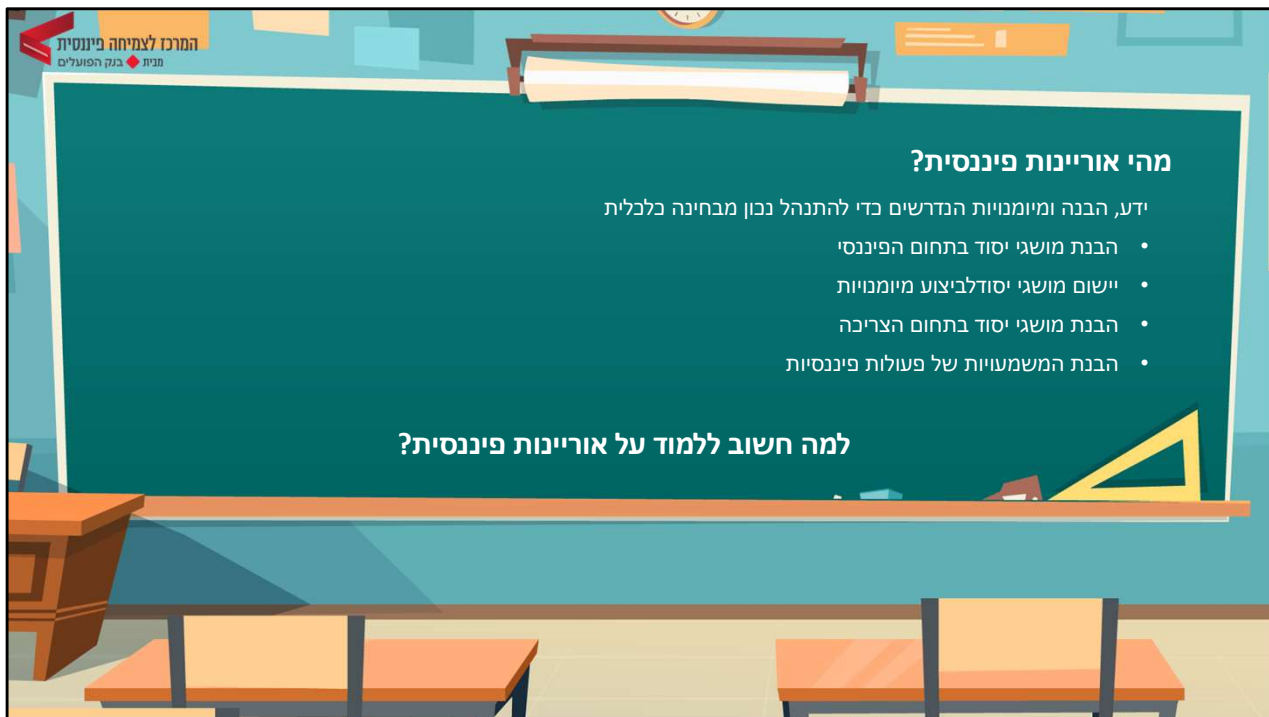 המרכז לצמיחה פיננסית
מבית בנק הפועלים
מהי אוריינות פיננסית?
ידע, הבנה ומיומנויות הנדרשים כדי להתנהל נכון מבחינה כלכלית
• הבנת מושגי יסוד בתחום הפיננסי
• יישום מושגי יסודלביצוע מיומנויות
• הבנת מושגי יסוד בתחום הצריכה
• הבנת המשמעויות של פעולות פיננסיות
למה חשוב ללמוד על אוריינות פיננסית?